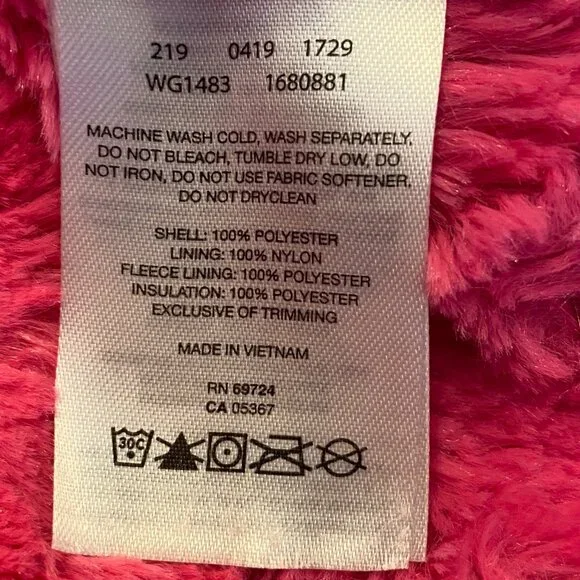 219 0419 1729
WG1483 1680881
MACHINE WASH COLD, WASH SEPARATELY,
DO NOT BLEACH, TUMBLE DRY LOW, DO
NOT IRON, DO NOT USE FABRIC SOFTENER,
DO NOT DRYCLEAN
SHELL: 100% POLYESTER
LINING: 100% NYLON
FLEECE LINING: 100% POLYESTER
INSULATION: 100% POLYESTER
EXCLUSIVE OF TRIMMING
MADE IN VIETNAM
RN 69724
CA 05367
30C